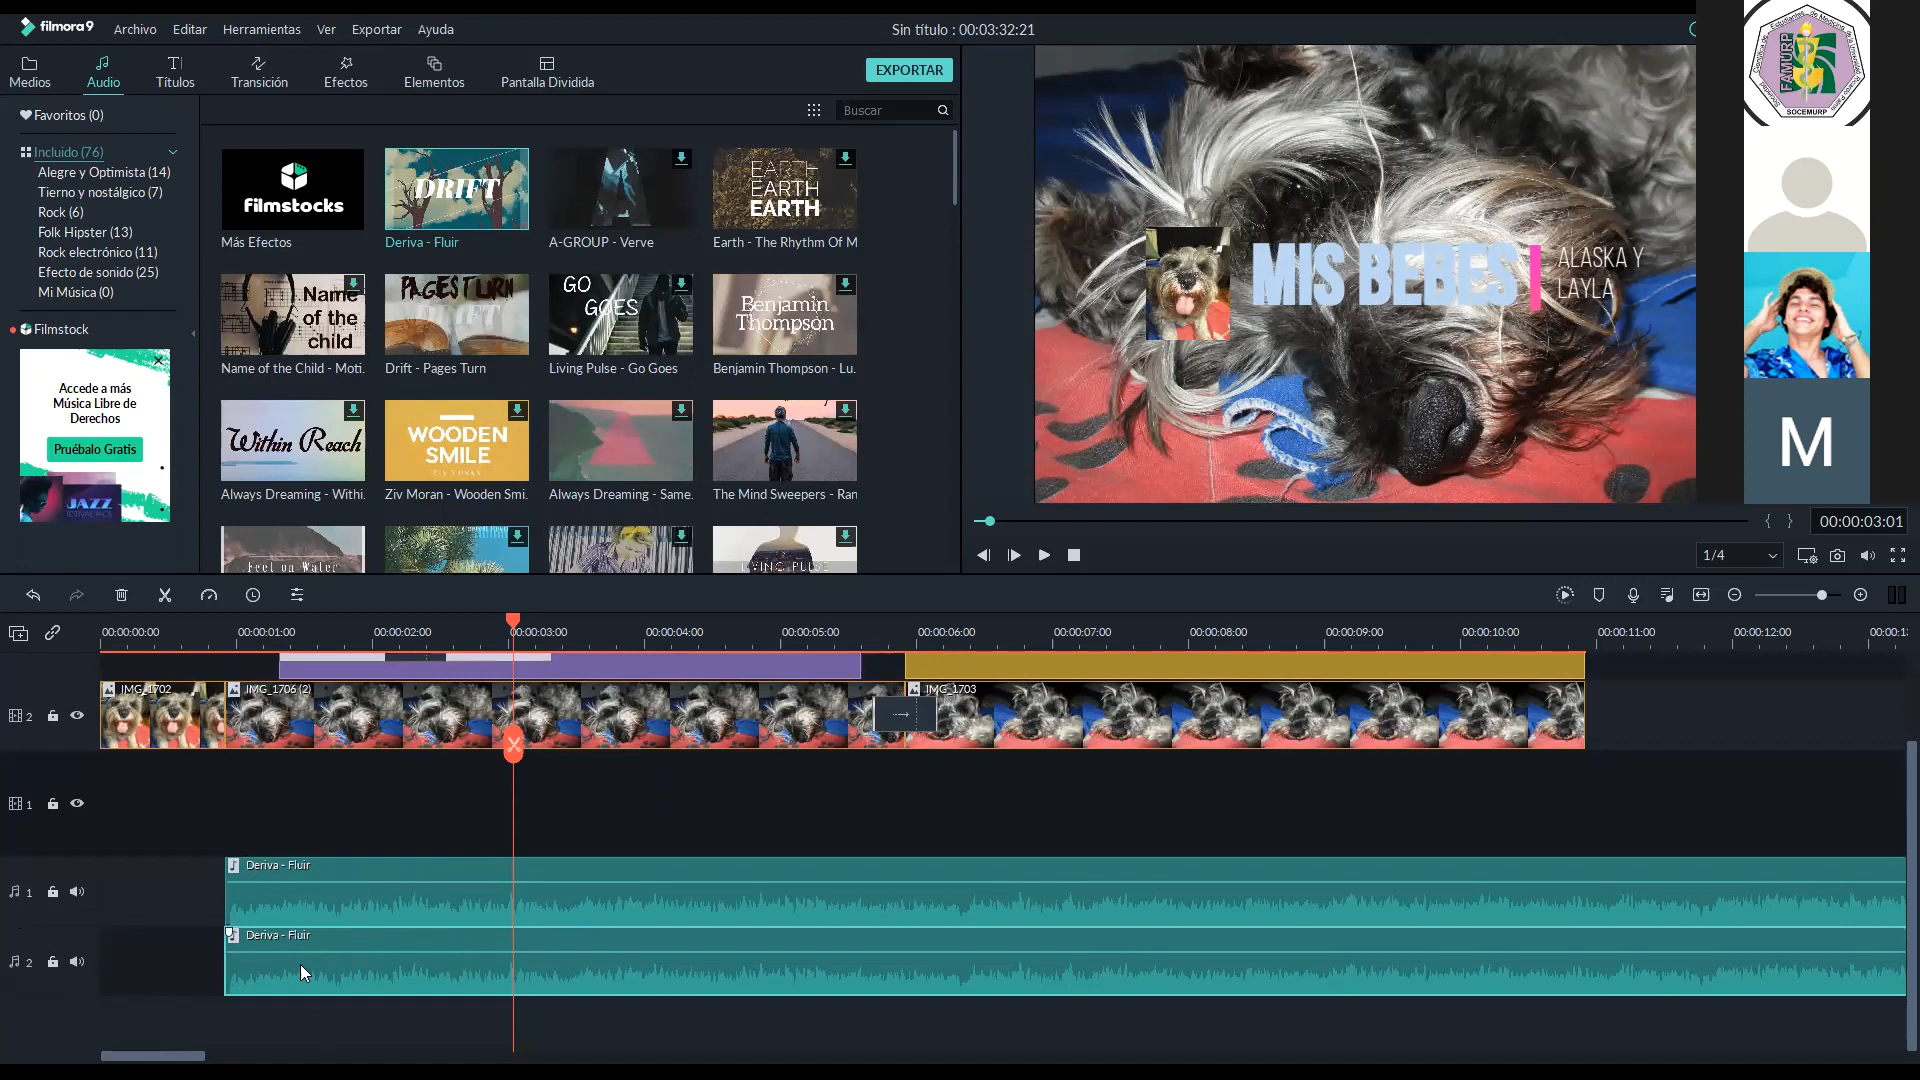 filmora9
Archivo
Editar
Herramientas
Ver
Exportar
Ayuda
Sin título : 00:03:32:21
Medios
Audio
Títulos
Transición
Efectos
Elementos
Pantalla Dividida
EXPORTAR
Favoritos (0)
Buscar
Incluido (76)
Alegre y Optimista (14)
Tierno y nostálgico (7)
Rock (6)
Folk Hipster (13)
Rock electrónico (11)
Efecto de sonido (25)
Mi Música (0)
Filmstock
Accede a más
Música Libre de
Derechos
Pruébalo Gratis
JAZZ
filmstocks
Más Efectos
DRIFT
Deriva - Fluir
A-GROUP - Verve
EARTH
EARTH
EARTH
Earth - The Rhythm Of M
Name
of the
child
Name of the Child - Moti.
PAGES TURN
DRIFT
Drift - Pages Turn
GO
GOES
Living Pulse - Go Goes
Benjamin
Thompson
Benjamin Thompson - Lu.
Within Reach
Always Dreaming - Withi.
WOODEN
SMILE
ZIV MORAN
Ziv Moran - Wooden Smi.
Always Dreaming - Same.
The Mind Sweepers - Ran
Feet on Water
LIVING PULSE
MIS BEBES
ALASKA Y
LAYLA
FAMURP
SOCEMURP
M
00:00:03:01
1/4
00:00:00:00
00:00:01:00
00:00:02:00
00:00:03:00
00:00:04:00
00:00:05:00
00:00:06:00
00:00:07:00
00:00:08:00
00:00:09:00
00:00:10:00
00:00:11:00
00:00:12:00
00:00:1
2
IMG_1702
IMG_1706 (2)
IMG_1703
1
1
Deriva - Fluir
2
Deriva - Fluir